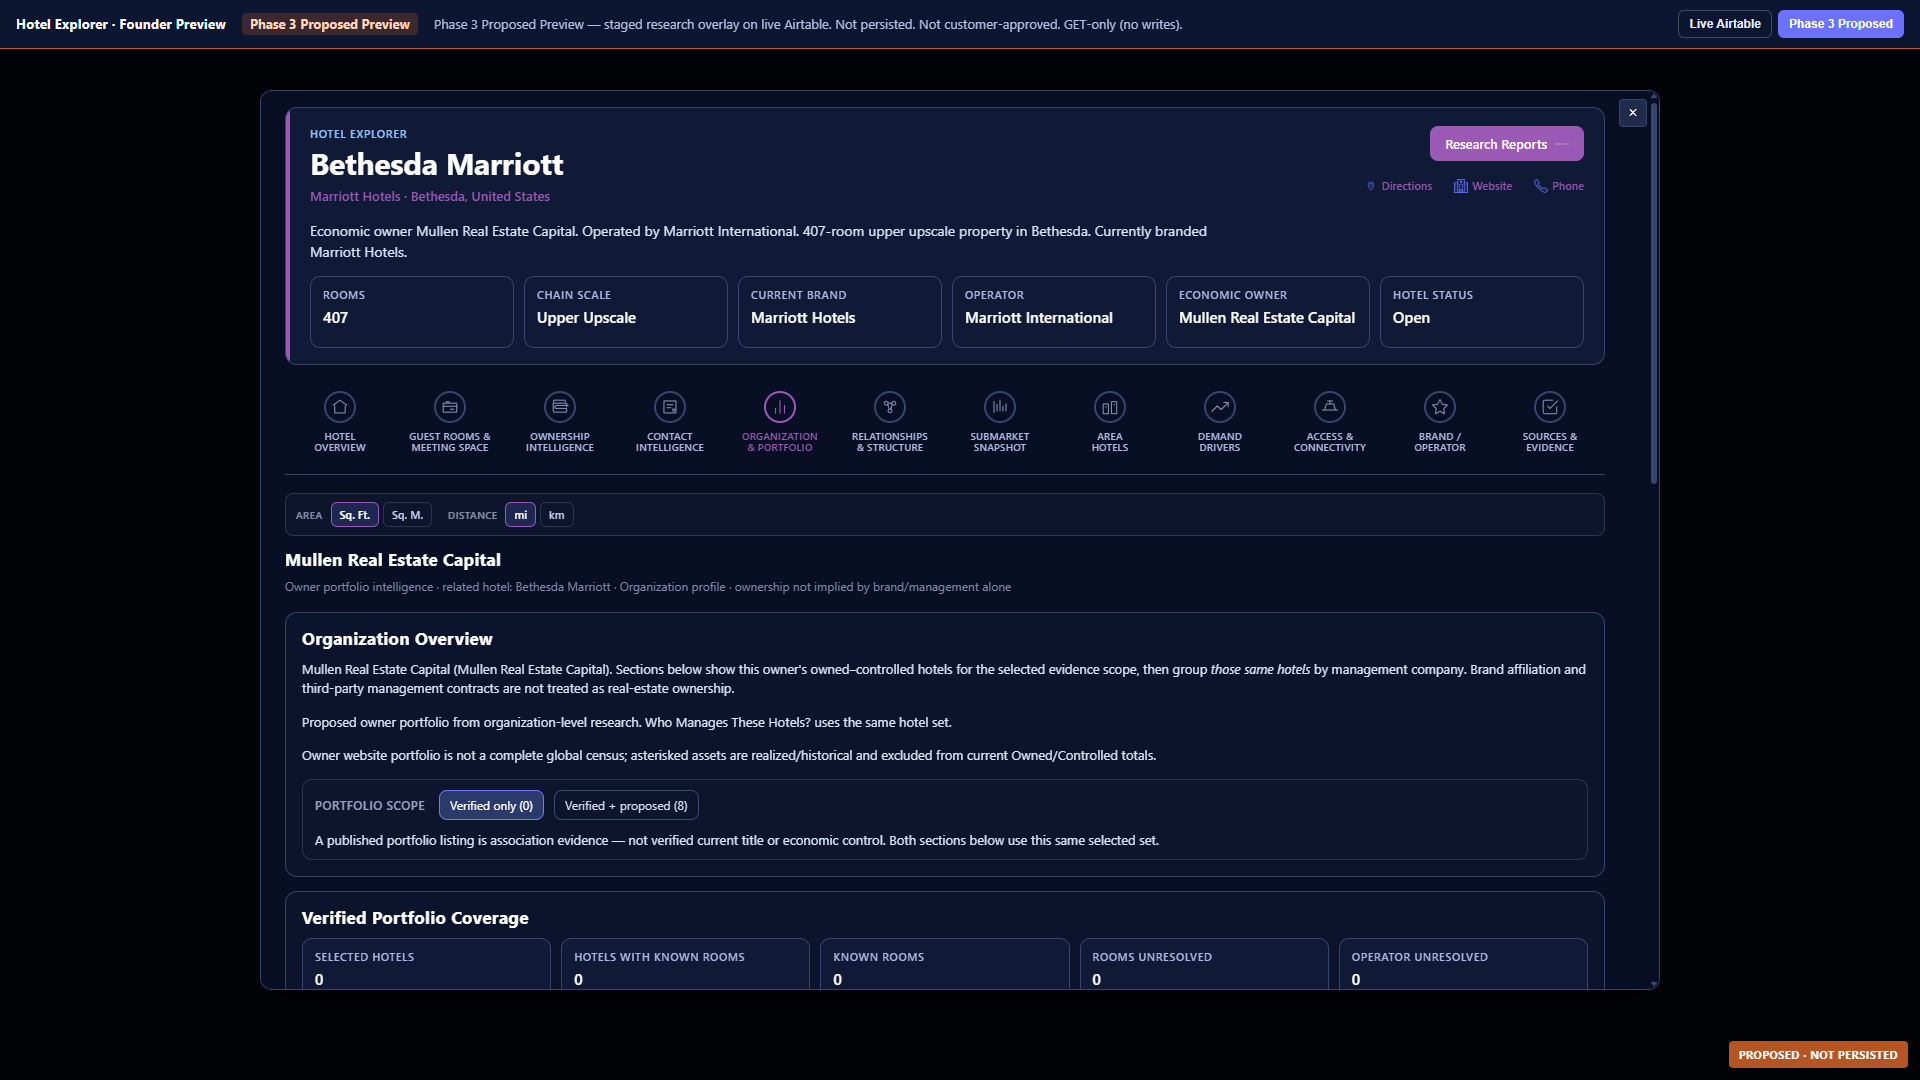 Hotel Explorer · Founder Preview
Phase 3 Proposed Preview
Phase 3 Proposed Preview — staged research overlay on live Airtable. Not persisted. Not customer-approved. GET-only (no writes).
Live Airtable
Phase 3 Proposed
×
HOTEL EXPLORER
Bethesda Marriott
Marriott Hotels · Bethesda, United States
Research Reports —
Directions
Website
Phone
Economic owner Mullen Real Estate Capital. Operated by Marriott International. 407-room upper upscale property in Bethesda. Currently branded
Marriott Hotels.
ROOMS
407
CHAIN SCALE
Upper Upscale
CURRENT BRAND
Marriott Hotels
OPERATOR
Marriott International
ECONOMIC OWNER
Mullen Real Estate Capital
HOTEL STATUS
Open
HOTEL
OVERVIEW
GUEST ROOMS &
MEETING SPACE
OWNERSHIP
INTELLIGENCE
CONTACT
INTELLIGENCE
ORGANIZATION
& PORTFOLIO
RELATIONSHIPS
& STRUCTURE
SUBMARKET
SNAPSHOT
AREA
HOTELS
DEMAND
DRIVERS
ACCESS &
CONNECTIVITY
BRAND /
OPERATOR
SOURCES &
EVIDENCE
AREA
Sq. Ft.
Sq. M.
DISTANCE
mi
km
Mullen Real Estate Capital
Owner portfolio intelligence · related hotel: Bethesda Marriott · Organization profile · ownership not implied by brand/management alone
Organization Overview
Mullen Real Estate Capital (Mullen Real Estate Capital). Sections below show this owner's owned–controlled hotels for the selected evidence scope, then group those same hotels by management company. Brand affiliation and
third-party management contracts are not treated as real-estate ownership.
Proposed owner portfolio from organization-level research. Who Manages These Hotels? uses the same hotel set.
Owner website portfolio is not a complete global census; asterisked assets are realized/historical and excluded from current Owned/Controlled totals.
PORTFOLIO SCOPE
Verified only (0)
Verified + proposed (8)
A published portfolio listing is association evidence — not verified current title or economic control. Both sections below use this same selected set.
Verified Portfolio Coverage
SELECTED HOTELS
0
HOTELS WITH KNOWN ROOMS
0
KNOWN ROOMS
0
ROOMS UNRESOLVED
0
OPERATOR UNRESOLVED
0
PROPOSED · NOT PERSISTED